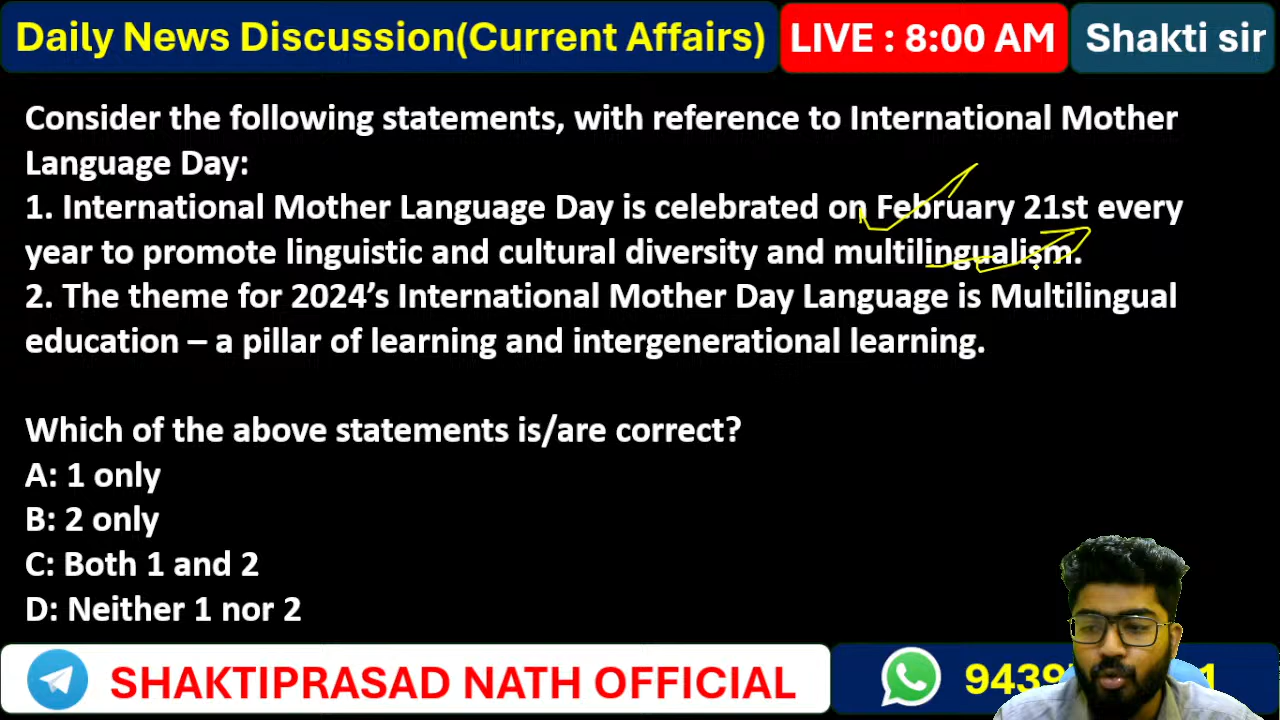 Daily News Discussion(Current Affairs) LIVE : 8:00 AM Shakti sir
Consider the following statements, with reference to International Mother
Language Day:
1. International Mother Language Day is celebrated on February 21st every
year to promote linguistic and cultural diversity and multilingualism.
2. The theme for 2024’s International Mother Day Language is Multilingual
education – a pillar of learning and intergenerational learning.
Which of the above statements is/are correct?
A: 1 only
B: 2 only
C: Both 1 and 2
D: Neither 1 nor 2
SHAKTIPRASAD NATH OFFICIAL